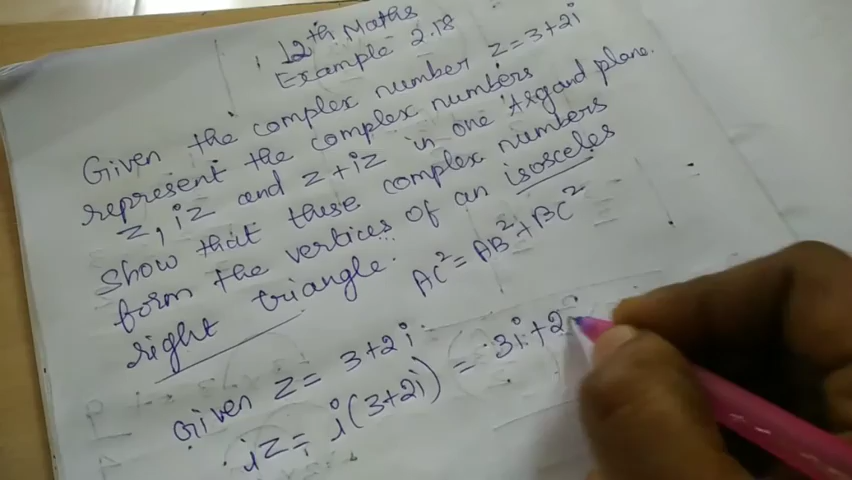 12th Maths
Example 2.18
Given the complex number z=3+2i
represent the complex numbers
z, iz and z+iz in one Argand plane.
Show that these complex numbers
form the vertices of an isosceles
right triangle.
AC²=AB²+BC²
Given z = 3+2i
iz = i(3+2i) = 3i+2i